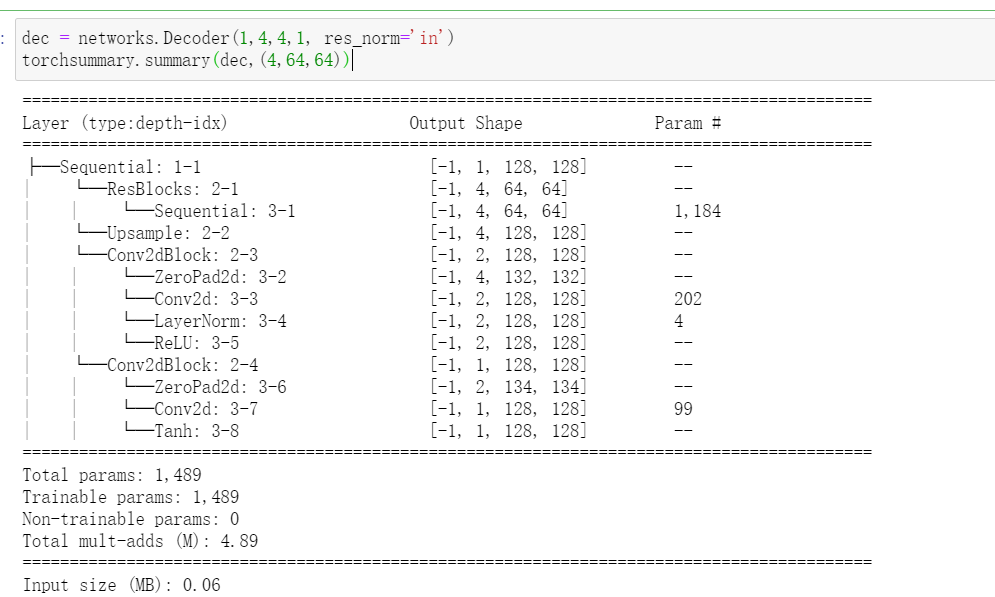 : dec = networks.Decoder(1,4,4,1, res_norm='in')
torchsummary.summary(dec,(4,64,64))
==========================================================================================
Layer (type:depth-idx) Output Shape Param #
==========================================================================================
├──Sequential: 1-1 [-1, 1, 128, 128] --
| └──ResBlocks: 2-1 [-1, 4, 64, 64] --
| | └──Sequential: 3-1 [-1, 4, 64, 64] 1,184
| └──Upsample: 2-2 [-1, 4, 128, 128] --
| └──Conv2dBlock: 2-3 [-1, 2, 128, 128] --
| | └──ZeroPad2d: 3-2 [-1, 4, 132, 132] --
| | └──Conv2d: 3-3 [-1, 2, 128, 128] 202
| | └──LayerNorm: 3-4 [-1, 2, 128, 128] 4
| | └──ReLU: 3-5 [-1, 2, 128, 128] --
| └──Conv2dBlock: 2-4 [-1, 1, 128, 128] --
| | └──ZeroPad2d: 3-6 [-1, 2, 134, 134] --
| | └──Conv2d: 3-7 [-1, 1, 128, 128] 99
| | └──Tanh: 3-8 [-1, 1, 128, 128] --
==========================================================================================
Total params: 1,489
Trainable params: 1,489
Non-trainable params: 0
Total mult-adds (M): 4.89
==========================================================================================
Input size (MB): 0.06